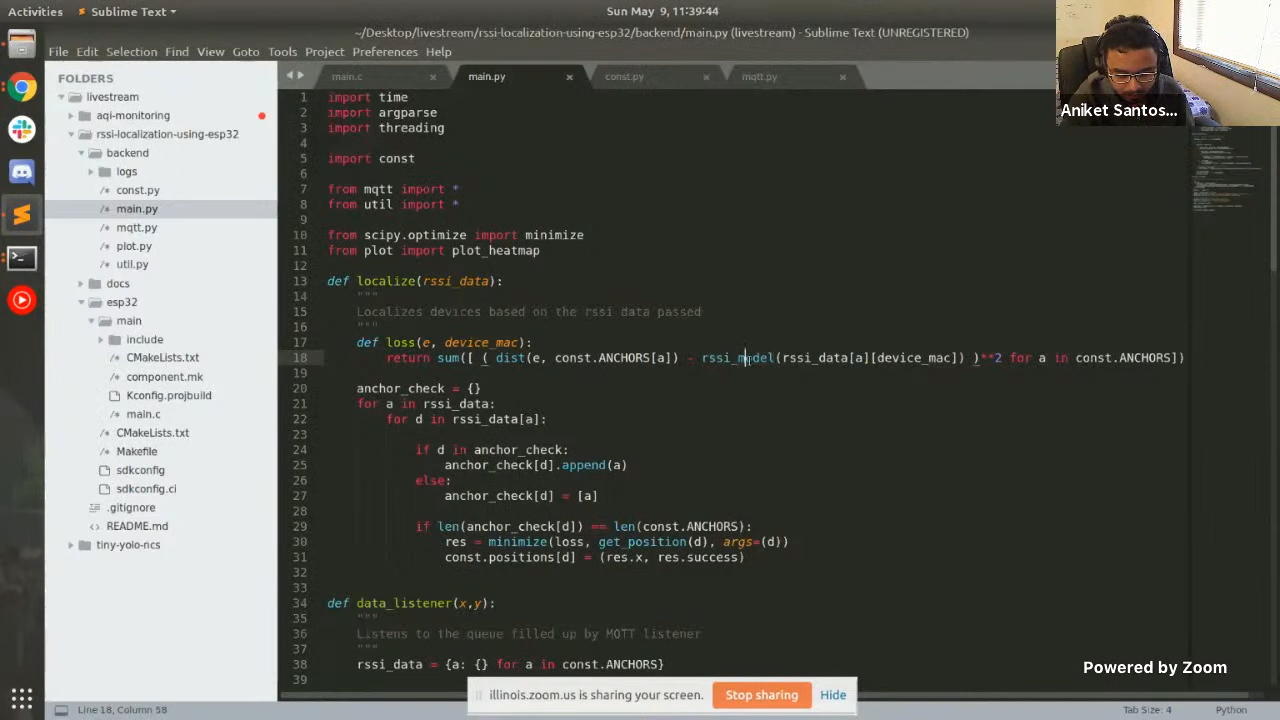 Activities
Sublime Text
Sun May 9, 11:39:44
~/Desktop/livestream/rssi-localization-using-esp32/backend/main.py (livestream) - Sublime Text (UNREGISTERED)
File Edit Selection Find View Goto Tools Project Preferences Help
Aniket Santos...
FOLDERS
livestream
aqi-monitoring
rssi-localization-using-esp32
backend
logs
const.py
main.py
mqtt.py
plot.py
util.py
docs
esp32
main
include
CMakeLists.txt
component.mk
Kconfig.projbuild
main.c
CMakeLists.txt
Makefile
sdkconfig
sdkconfig.ci
.gitignore
README.md
tiny-yolo-ncs
main.c
main.py
const.py
mqtt.py
1 import time
2 import argparse
3 import threading
4
5 import const
6
7 from mqtt import *
8 from util import *
9
10 from scipy.optimize import minimize
11 from plot import plot_heatmap
12
13 def localize(rssi_data):
14 """
15 Localizes devices based on the rssi data passed
16 """
17 def loss(e, device_mac):
18 return sum([ ( dist(e, const.ANCHORS[a]) - rssi_model(rssi_data[a][device_mac]) )**2 for a in const.ANCHORS])
19
20 anchor_check = {}
21 for a in rssi_data:
22 for d in rssi_data[a]:
23
24 if d in anchor_check:
25 anchor_check[d].append(a)
26 else:
27 anchor_check[d] = [a]
28
29 if len(anchor_check[d]) == len(const.ANCHORS):
30 res = minimize(loss, get_position(d), args=(d))
31 const.positions[d] = (res.x, res.success)
32
33
34 def data_listener(x,y):
35 """
36 Listens to the queue filled up by MQTT listener
37 """
38 rssi_data = {a: {} for a in const.ANCHORS}
39
illinois.zoom.us is sharing your screen.
Stop sharing
Hide
Powered by Zoom
Line 18, Column 58
Tab Size: 4
Python